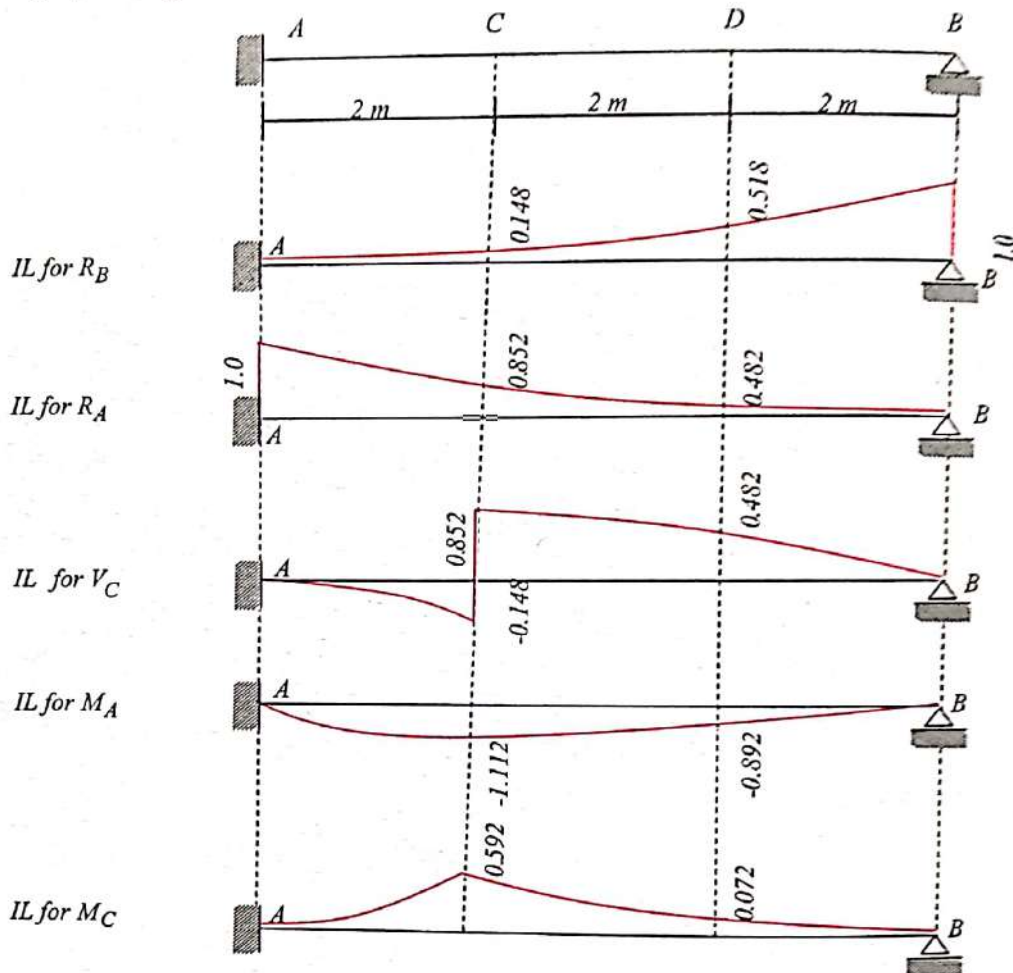 A C D B
2 m 2 m 2 m
0.148 0.518 1.0
A B
IL for R_B
1.0 0.852 0.482
IL for R_A
A B
0.852 0.482
IL for V_C
A -0.148 B
IL for M_A
A B
-1.112 -0.892
0.592 0.072
IL for M_C
A B